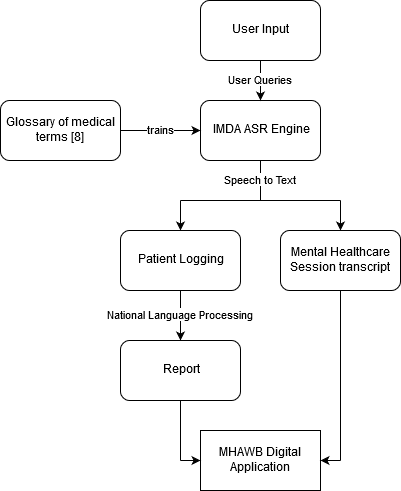 User Input
User Queries
Glossary of medical
terms [8]
trains
IMDA ASR Engine
Speech to Text
Patient Logging
Mental Healthcare
Session transcript
National Language Processing
Report
MHAWB Digital
Application